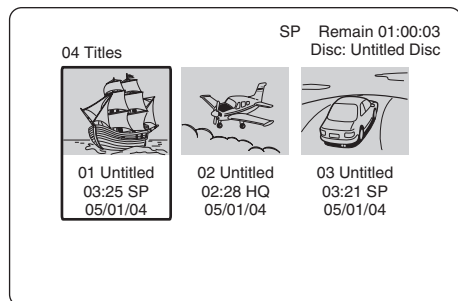 SP Remain 01:00:03
Disc: Untitled Disc
04 Titles
01 Untitled
03:25 SP
05/01/04
02 Untitled
02:28 HQ
05/01/04
03 Untitled
03:21 SP
05/01/04